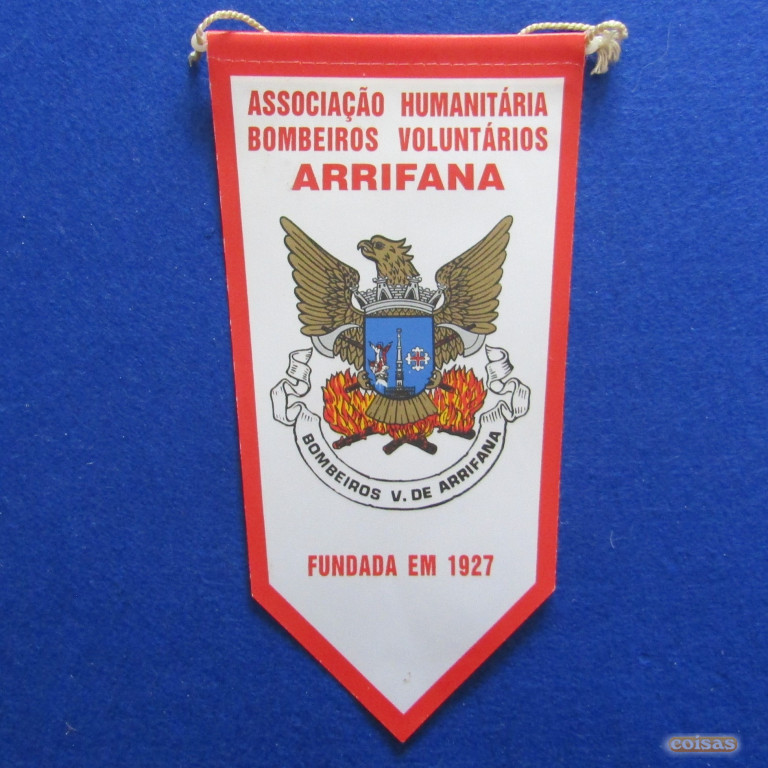 ASSOCIAÇÃO HUMANITÁRIA
BOMBEIROS VOLUNTÁRIOS
ARRIFANA
BOMBEIROS V. DE ARRIFANA
FUNDADA EM 1927
coisas